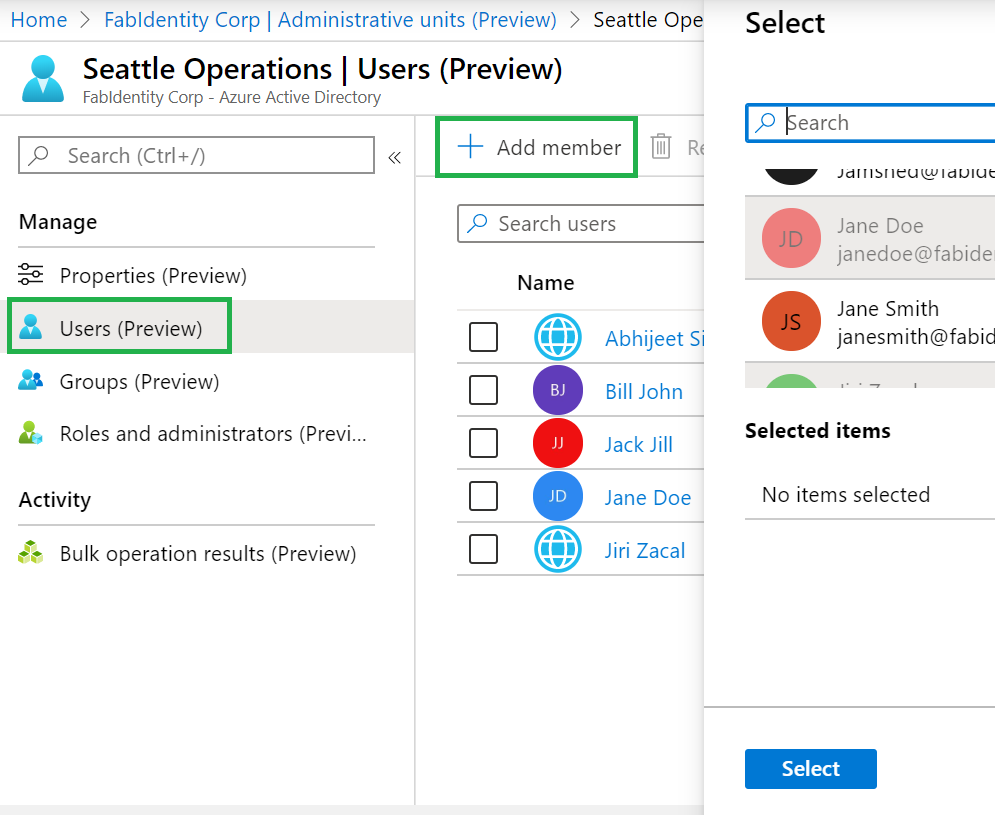 Home > FabIdentity Corp | Administrative units (Preview) > Seattle Ope
Seattle Operations | Users (Preview)
FabIdentity Corp - Azure Active Directory
Search (Ctrl+/)
«
Manage
Properties (Preview)
Users (Preview)
Groups (Preview)
Roles and administrators (Previ...
Activity
Bulk operation results (Preview)
Add member
Re
Search users
Name
Abhijeet Si
BJ Bill John
JJ Jack Jill
JD Jane Doe
Jiri Zacal
Select
Search
Jamshed@fabide
JD Jane Doe
janedoe@fabide
JS Jane Smith
janesmith@fabid
Selected items
No items selected
Select